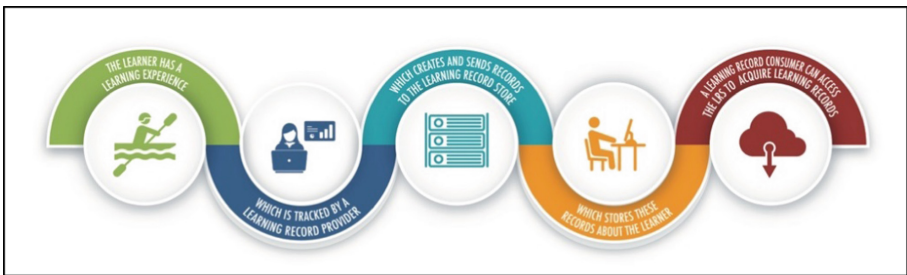 THE LEARNER HAS A
LEARNING EXPERIENCE
WHICH IS TRACKED BY A
LEARNING RECORD PROVIDER
WHICH CREATES AND SENDS RECORDS
TO THE LEARNING RECORD STORE
WHICH STORES THESE
RECORDS ABOUT THE LEARNER
A LEARNING RECORD CONSUMER CAN ACCESS
THE LRS TO ACQUIRE LEARNING RECORDS